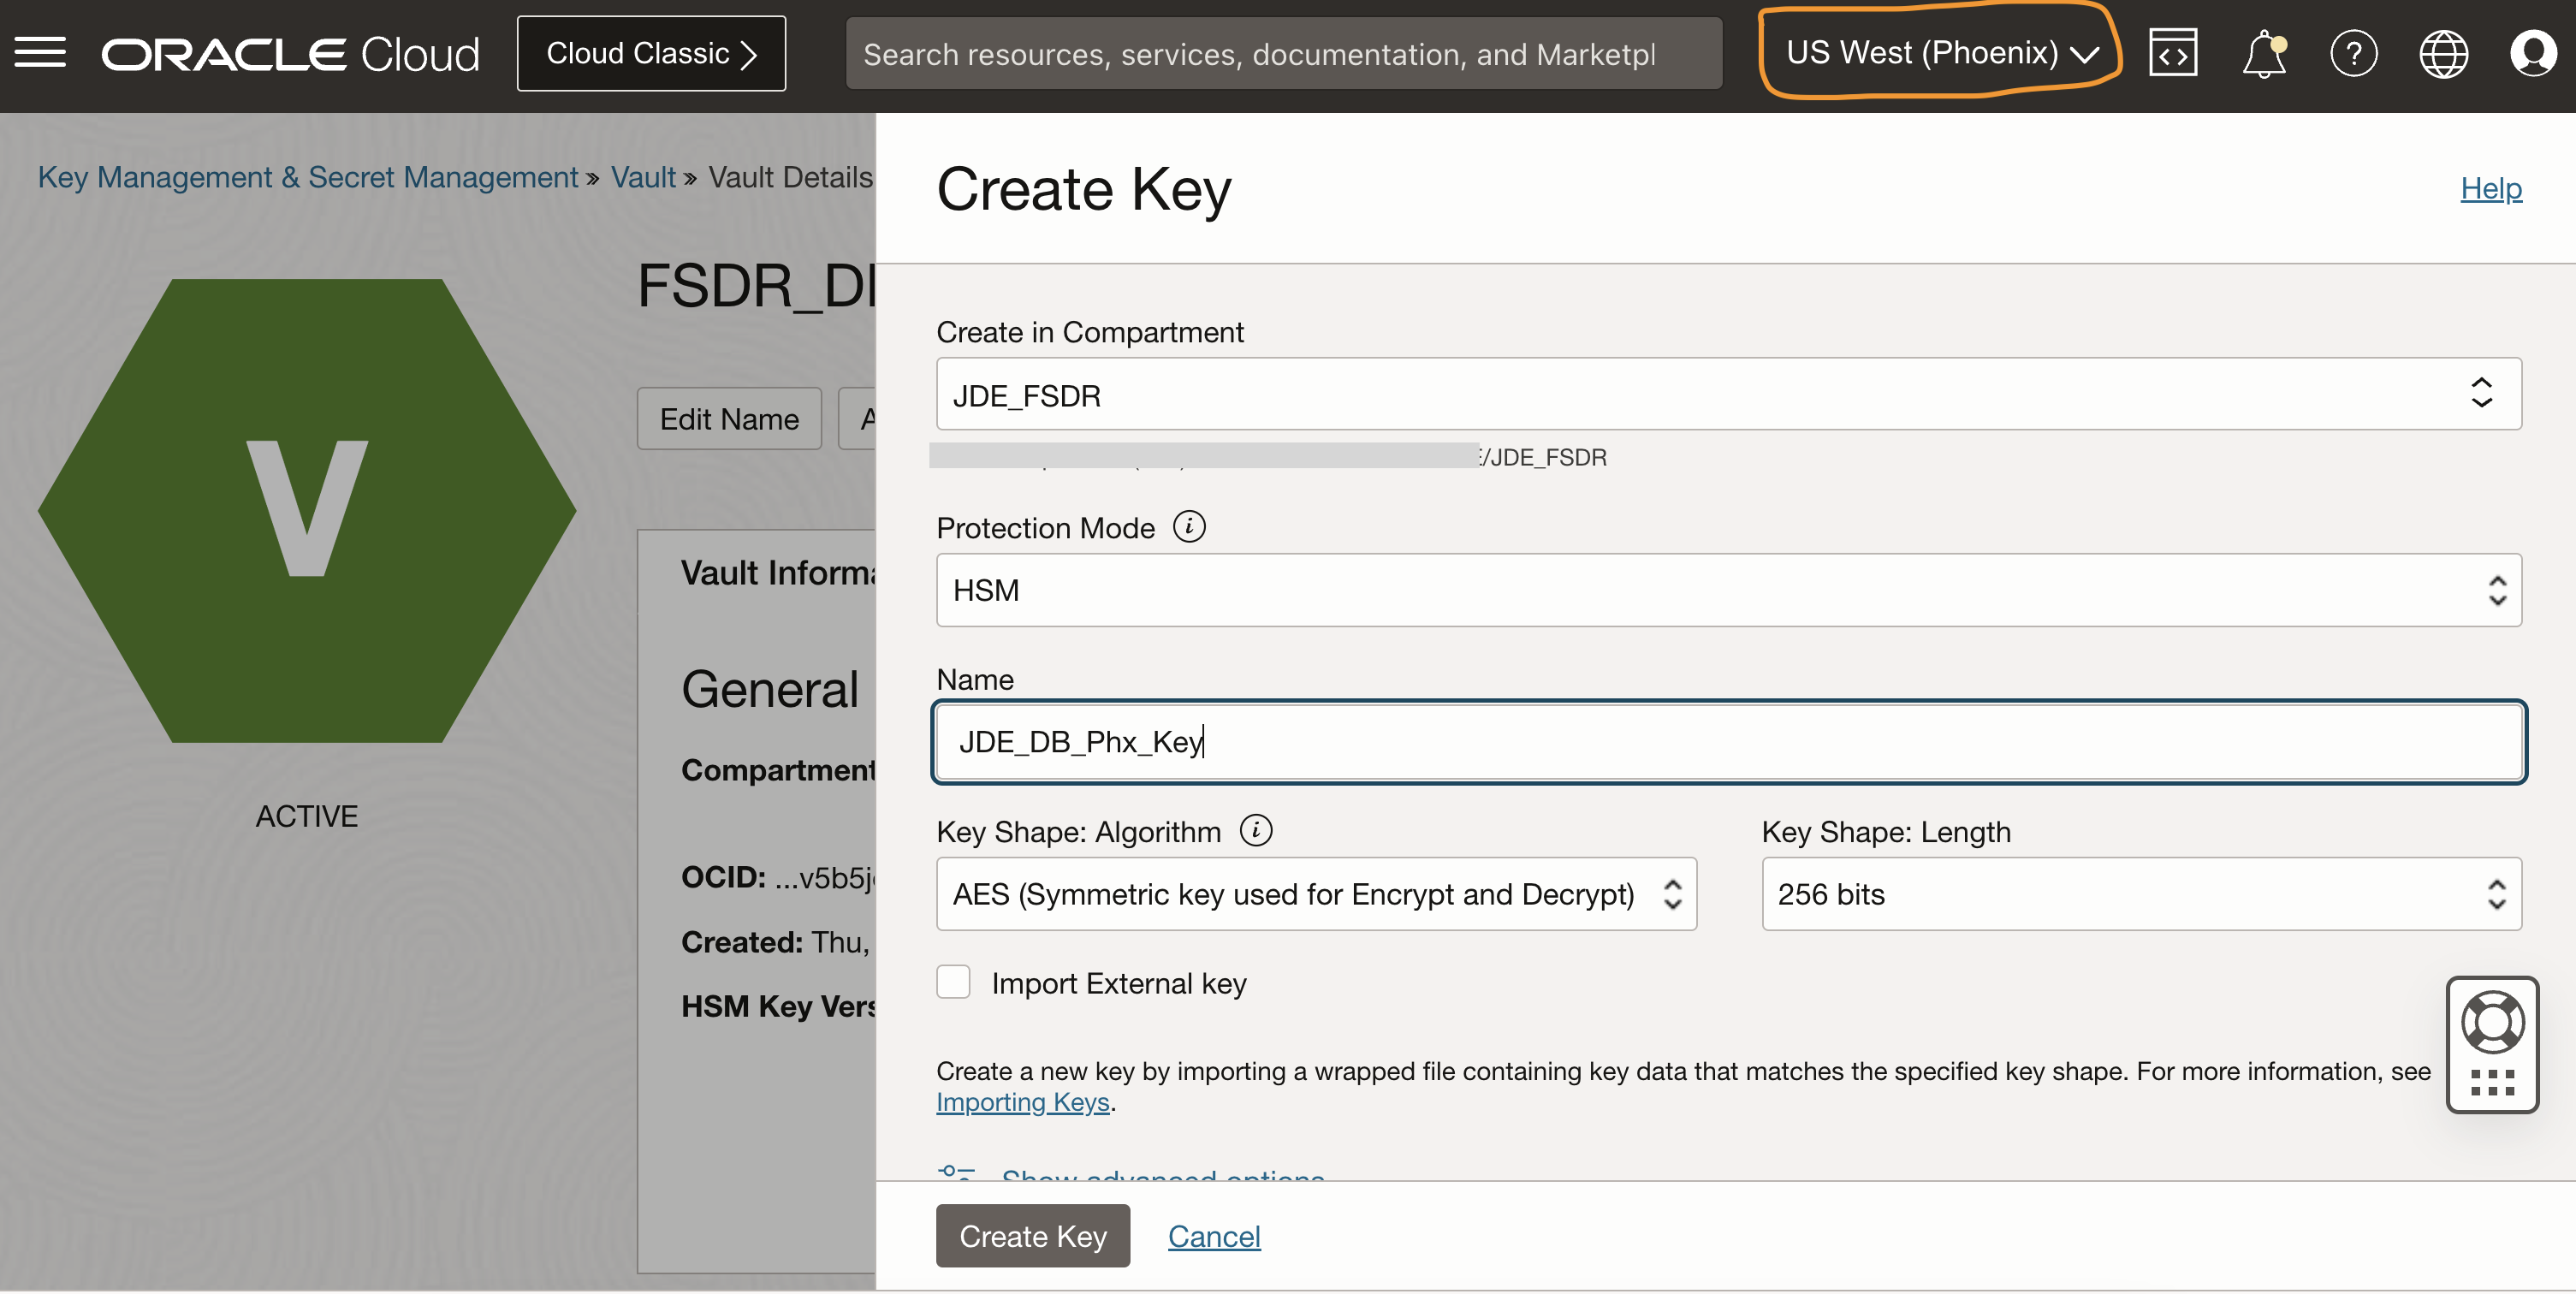 ORACLE Cloud
Cloud Classic
Search resources, services, documentation, and Marketpl
US West (Phoenix)
Key Management & Secret Management » Vault » Vault Details
Create Key
Help
FSDR_D
Edit Name
A
V
ACTIVE
Vault Informa
General
Compartment
OCID: ...v5b5j
Created: Thu,
HSM Key Vers
Create in Compartment
JDE_FSDR
/JDE_FSDR
Protection Mode
HSM
Name
JDE_DB_Phx_Key
Key Shape: Algorithm
Key Shape: Length
AES (Symmetric key used for Encrypt and Decrypt)
256 bits
Import External key
Create a new key by importing a wrapped file containing key data that matches the specified key shape. For more information, see
Importing Keys.
Show advanced options
Create Key
Cancel